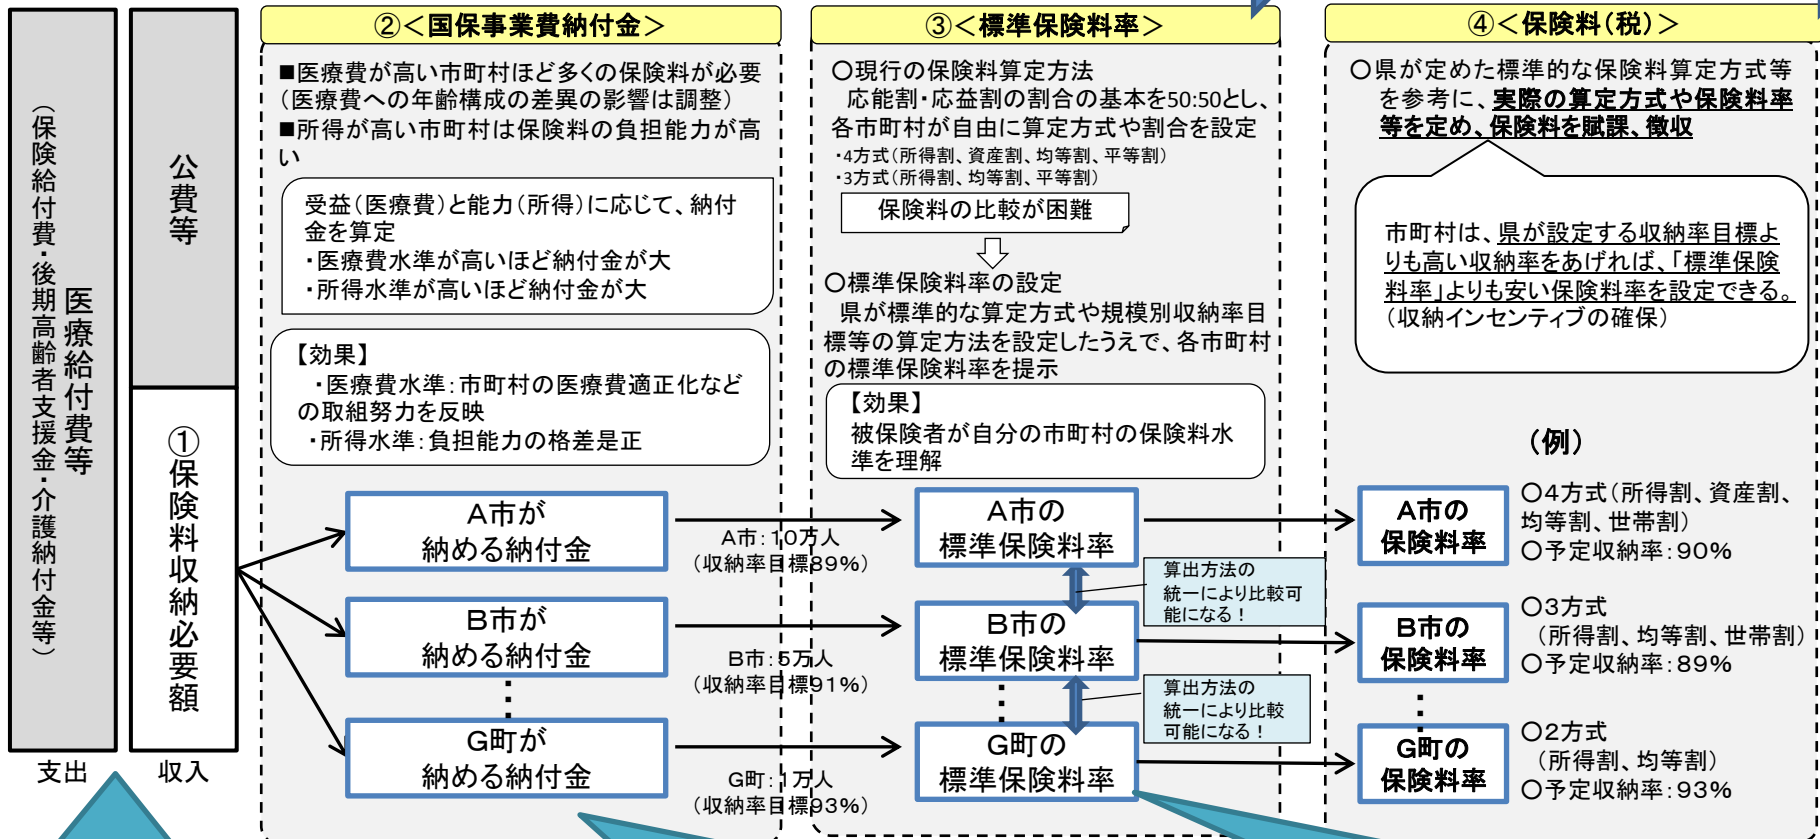 医療給付費等
（保険給付費・後期高齢者支援金・介護納付金等）
支出
公費等
①保険料収納必要額
収入
②＜国保事業費納付金＞
■医療費が高い市町村ほど多くの保険料が必要
（医療費への年齢構成の差異の影響は調整）
■所得が高い市町村は保険料の負担能力が高
い
受益（医療費）と能力（所得）に応じて、納付
金を算定
・医療費水準が高いほど納付金が大
・所得水準が高いほど納付金が大
【効果】
・医療費水準：市町村の医療費適正化など
の取組努力を反映
・所得水準：負担能力の格差是正
A市が
納める納付金
B市が
納める納付金
⋮
G町が
納める納付金
A市：10万人
（収納率目標89％）
B市：5万人
（収納率目標91％）
G町：1万人
（収納率目標93％）
③＜標準保険料率＞
〇現行の保険料算定方法
応能割・応益割の割合の基本を50:50とし、
各市町村が自由に算定方式や割合を設定
・4方式（所得割、資産割、均等割、平等割）
・3方式（所得割、均等割、平等割）
保険料の比較が困難
〇標準保険料率の設定
県が標準的な算定方式や規模別収納率目
標等の算定方法を設定したうえで、各市町村
の標準保険料率を提示
【効果】
被保険者が自分の市町村の保険料水
準を理解
A市の
標準保険料率
算出方法の
統一により比較可
能になる！
B市の
標準保険料率
⋮
算出方法の
統一により比較
可能になる！
G町の
標準保険料率
④＜保険料（税）＞
〇県が定めた標準的な保険料算定方式等
を参考に、実際の算定方式や保険料率
等を定め、保険料を賦課、徴収
市町村は、県が設定する収納率目標よ
りも高い収納率をあげれば、「標準保険
料率」よりも安い保険料率を設定できる。
（収納インセンティブの確保）
（例）
A市の
保険料率
〇4方式（所得割、資産割、
均等割、世帯割）
〇予定収納率：90％
B市の
保険料率
〇3方式
（所得割、均等割、世帯割）
〇予定収納率：89％
⋮
G町の
保険料率
〇2方式
（所得割、均等割）
〇予定収納率：93％